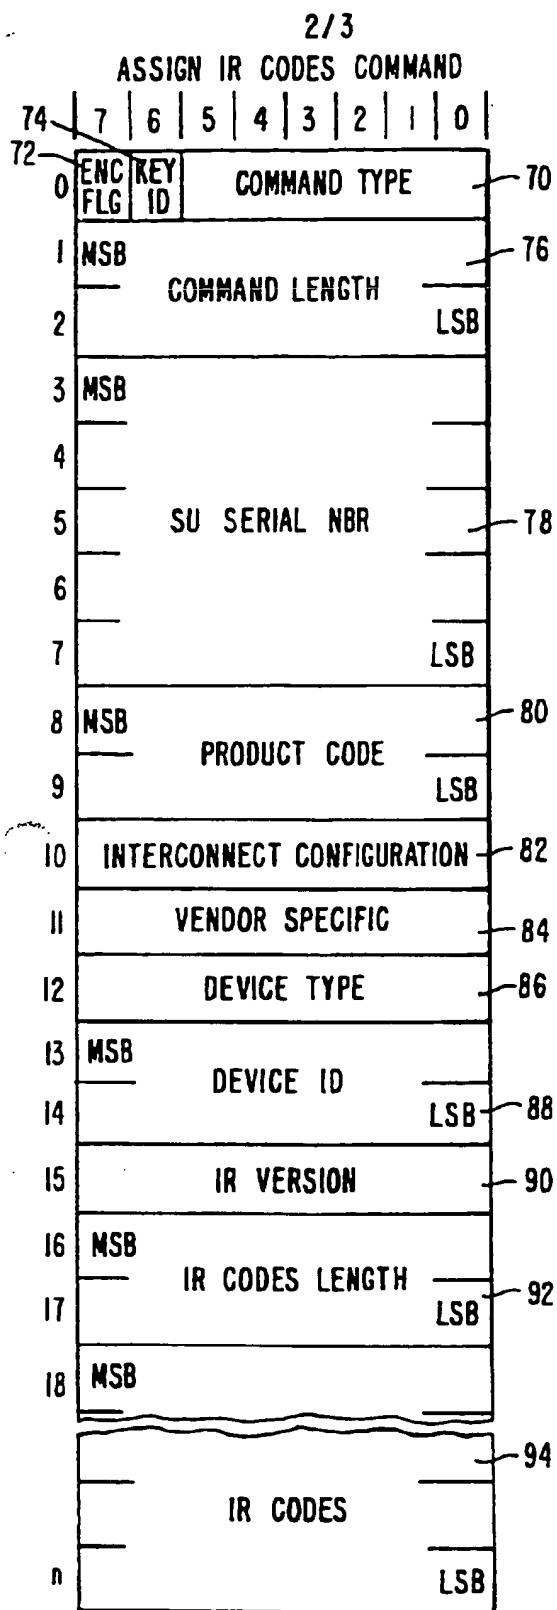 2/3
ASSIGN IR CODES COMMAND
74 7 6 5 4 3 2 1 0
72 ENC KEY COMMAND TYPE 70
0 FLG ID
1 MSB 76
COMMAND LENGTH
2 LSB
3 MSB
4
5 SU SERIAL NBR 78
6
7 LSB
8 MSB 80
PRODUCT CODE
9 LSB
10 INTERCONNECT CONFIGURATION 82
11 VENDOR SPECIFIC 84
12 DEVICE TYPE 86
13 MSB
DEVICE ID
14 LSB 88
15 IR VERSION 90
16 MSB
IR CODES LENGTH 92
17 LSB
18 MSB
94
IR CODES
n LSB